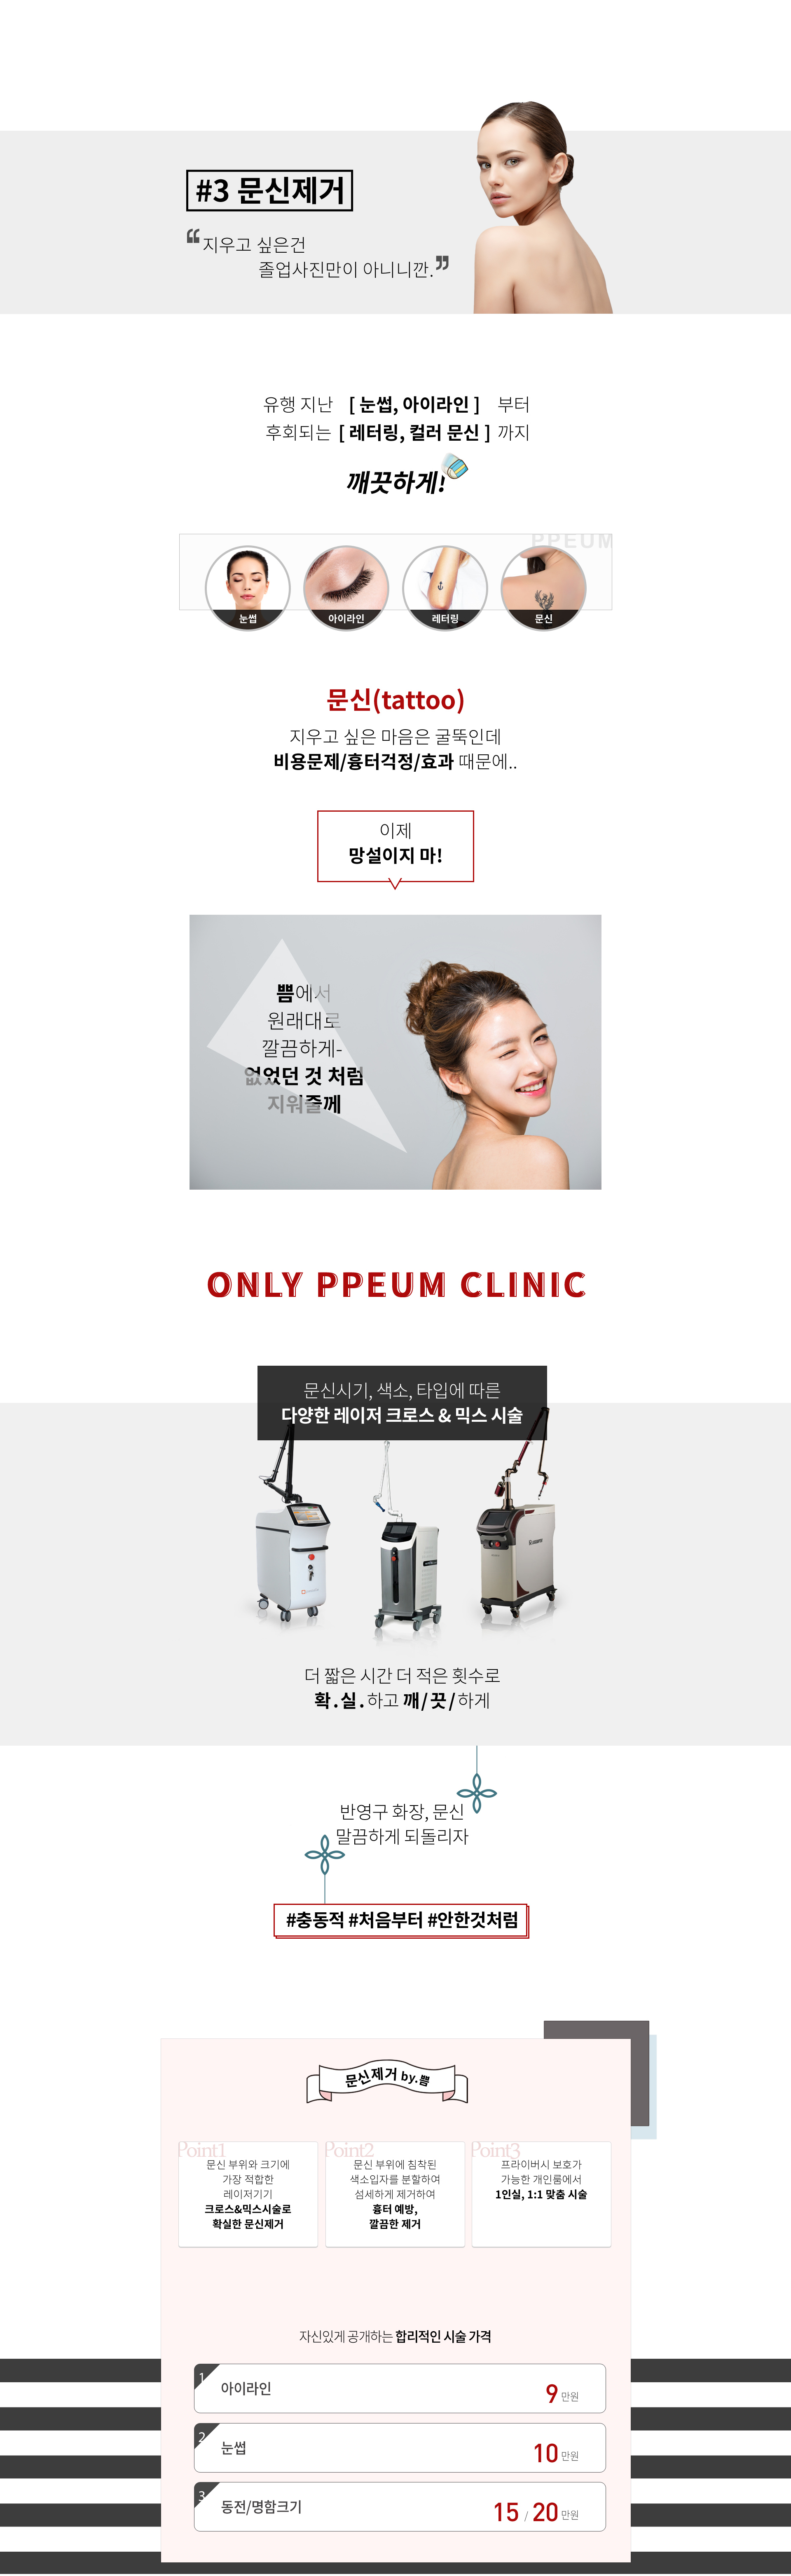 #3 문신제거
“ 지우고 싶은건
졸업사진만이 아니니깐. ”
유행 지난 [ 눈썹, 아이라인 ] 부터
후회되는 [ 레터링, 컬러 문신 ] 까지
깨끗하게!
PPEUM
눈썹
아이라인
레터링
문신
문신(tattoo)
지우고 싶은 마음은 굴뚝인데
비용문제/흉터걱정/효과 때문에..
이제
망설이지 마!
쁨에서
원래대로
깔끔하게-
없었던 것 처럼
지워줄께
ONLY PPEUM CLINIC
문신시기, 색소, 타입에 따른
다양한 레이저 크로스 & 믹스 시술
더 짧은 시간 더 적은 횟수로
확.실.하고 깨/끗/하게
반영구 화장, 문신
말끔하게 되돌리자
#충동적 #처음부터 #안한것처럼
문신제거 by.쁨
Point1
문신 부위와 크기에
가장 적합한
레이저기기
크로스&믹스시술로
확실한 문신제거
Point2
문신 부위에 침착된
색소입자를 분할하여
섬세하게 제거하여
흉터 예방,
깔끔한 제거
Point3
프라이버시 보호가
가능한 개인룸에서
1인실, 1:1 맞춤 시술
자신있게 공개하는 합리적인 시술 가격
1 아이라인 9 만원
2 눈썹 10 만원
3 동전/명함크기 15 / 20 만원